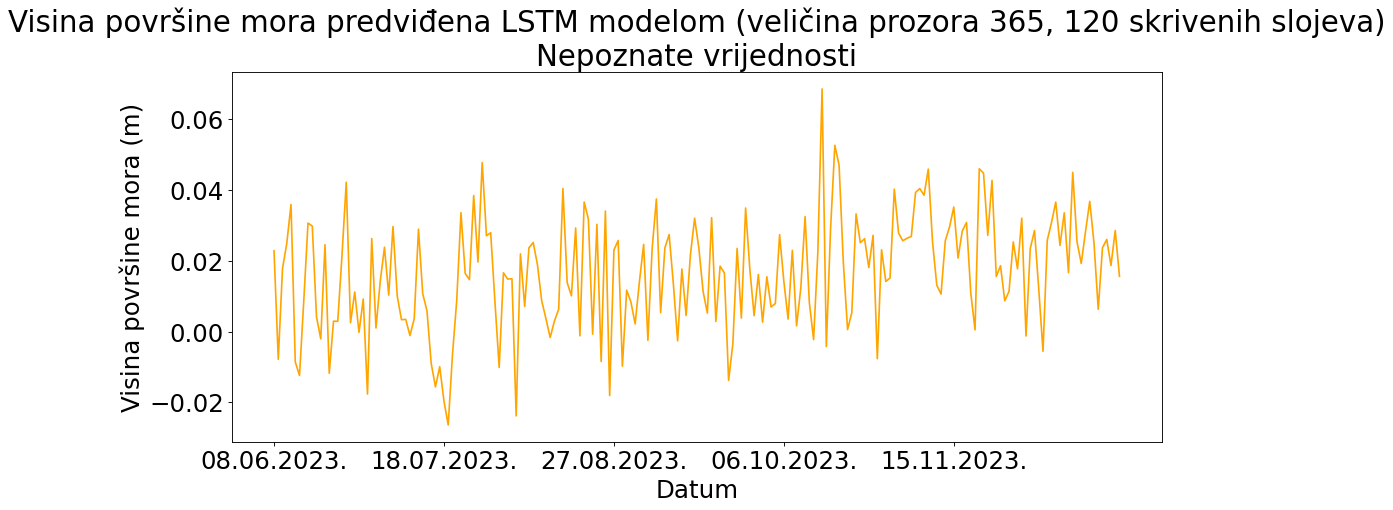 Visina površine mora predviđena LSTM modelom (veličina prozora 365, 120 skrivenih slojeva)
Nepoznate vrijednosti
Visina površine mora (m)
0.06
0.04
0.02
0.00
−0.02
08.06.2023. 18.07.2023. 27.08.2023. 06.10.2023. 15.11.2023.
Datum